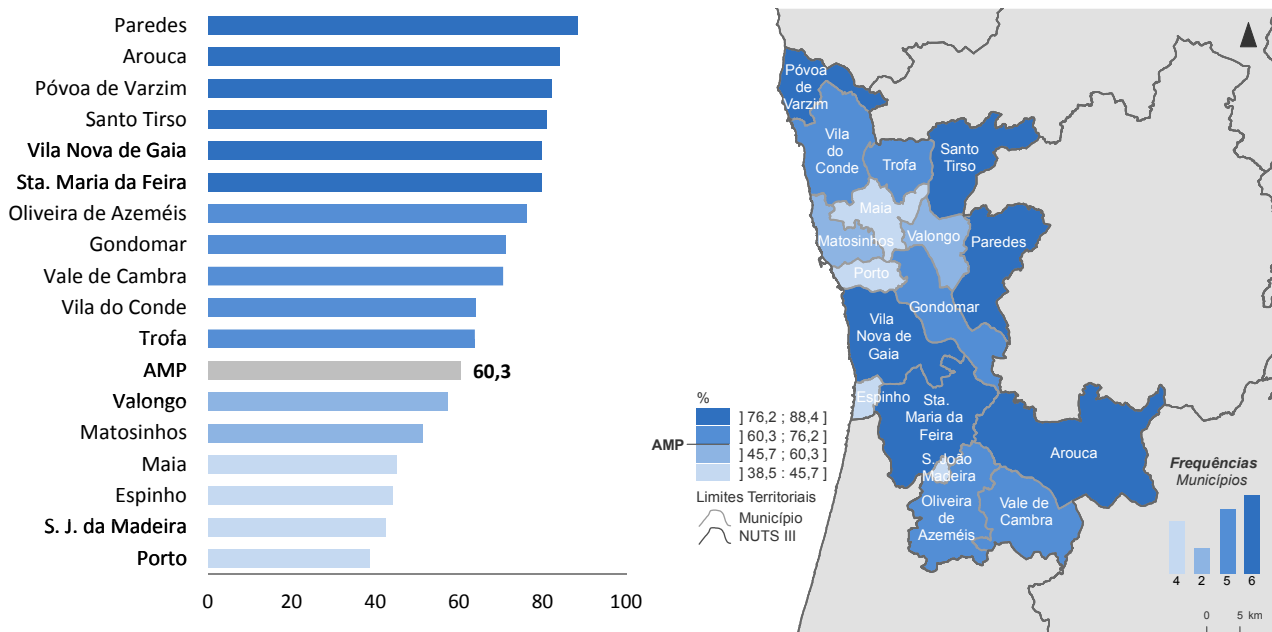 Paredes
Arouca
Póvoa de Varzim
Santo Tirso
Vila Nova de Gaia
Sta. Maria da Feira
Oliveira de Azeméis
Gondomar
Vale de Cambra
Vila do Conde
Trofa
AMP
60,3
Valongo
Matosinhos
Maia
Espinho
S. J. da Madeira
Porto
0 20 40 60 80 100
Póvoa
de
Varzim
Vila
do
Conde
Trofa
Santo
Tirso
Maia
Matosinhos
Valongo
Paredes
Porto
Gondomar
Vila
Nova de
Gaia
Espinho
Sta.
Maria da
Feira
Arouca
S. João
Madeira
Oliveira
de
Azeméis
Vale de
Cambra
%
] 76,2 ; 88,4 ]
] 60,3 ; 76,2 ]
AMP
] 45,7 ; 60,3 ]
] 38,5 : 45,7 ]
Limites Territoriais
Município
NUTS III
Frequências
Municípios
4 2 5 6
0 5 km